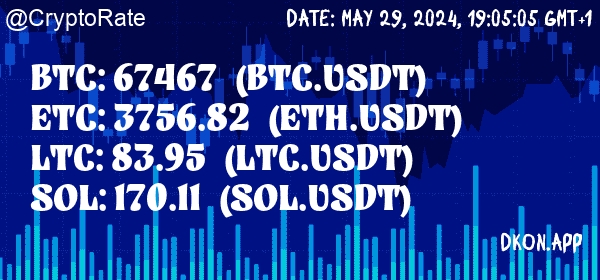 @CryptoRate
DATE: MAY 29, 2024, 19:05:05 GMT+1
BTC: 67467 (BTC.USDT)
ETC: 3756.82 (ETH.USDT)
LTC: 83.95 (LTC.USDT)
SOL: 170.11 (SOL.USDT)
DKON.APP